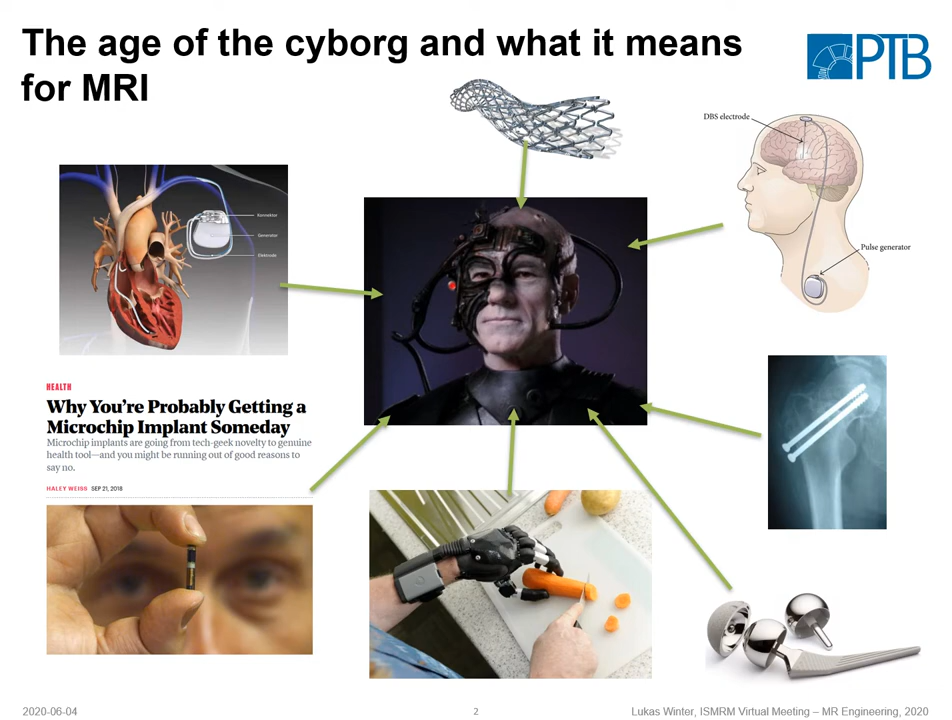 The age of the cyborg and what it means
for MRI
PTB
DBS electrode
Pulse generator
Konnektor
Generator
Elektrode
HEALTH
Why You're Probably Getting a
Microchip Implant Someday
Microchip implants are going from tech-geek novelty to genuine
health tool—and you might be running out of good reasons to
say no.
HALEY WEISS SEP 21, 2018
2020-06-04
2
Lukas Winter, ISMRM Virtual Meeting – MR Engineering, 2020